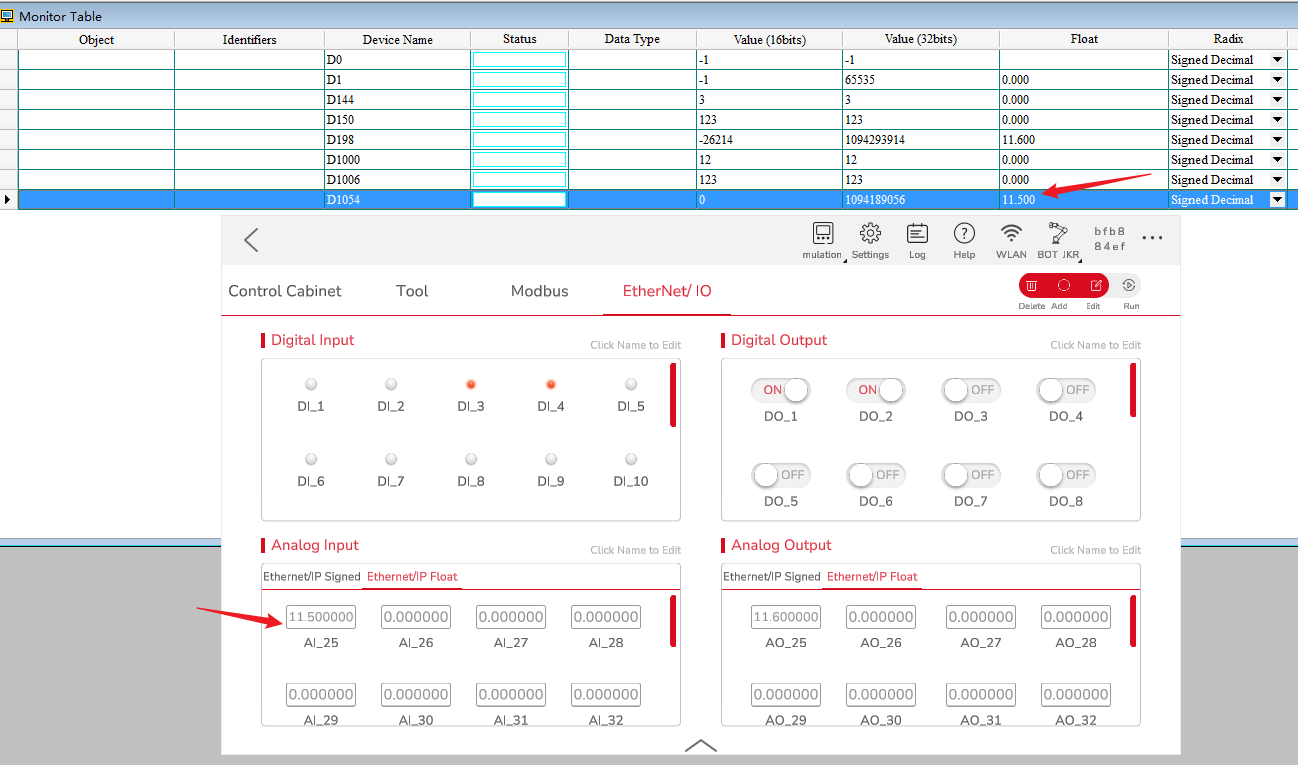 Monitor Table
Object Identifiers Device Name Status Data Type Value (16bits) Value (32bits) Float Radix
D0 -1 -1 Signed Decimal
D1 -1 65535 0.000 Signed Decimal
D144 3 3 0.000 Signed Decimal
D150 123 123 0.000 Signed Decimal
D198 -26214 1094293914 11.600 Signed Decimal
D1000 12 12 0.000 Signed Decimal
D1006 123 123 0.000 Signed Decimal
D1054 0 1094189056 11.500 Signed Decimal
mulation Settings Log Help WLAN BOT JKR bfb8
84ef
Control Cabinet Tool Modbus EtherNet/ IO
Delete Add Edit Run
Digital Input Click Name to Edit
DI_1 DI_2 DI_3 DI_4 DI_5
DI_6 DI_7 DI_8 DI_9 DI_10
Digital Output Click Name to Edit
ON ON OFF OFF
DO_1 DO_2 DO_3 DO_4
OFF OFF OFF OFF
DO_5 DO_6 DO_7 DO_8
Analog Input Click Name to Edit
Ethernet/IP Signed Ethernet/IP Float
11.500000 0.000000 0.000000 0.000000
AI_25 AI_26 AI_27 AI_28
0.000000 0.000000 0.000000 0.000000
AI_29 AI_30 AI_31 AI_32
Analog Output Click Name to Edit
Ethernet/IP Signed Ethernet/IP Float
11.600000 0.000000 0.000000 0.000000
AO_25 AO_26 AO_27 AO_28
0.000000 0.000000 0.000000 0.000000
AO_29 AO_30 AO_31 AO_32